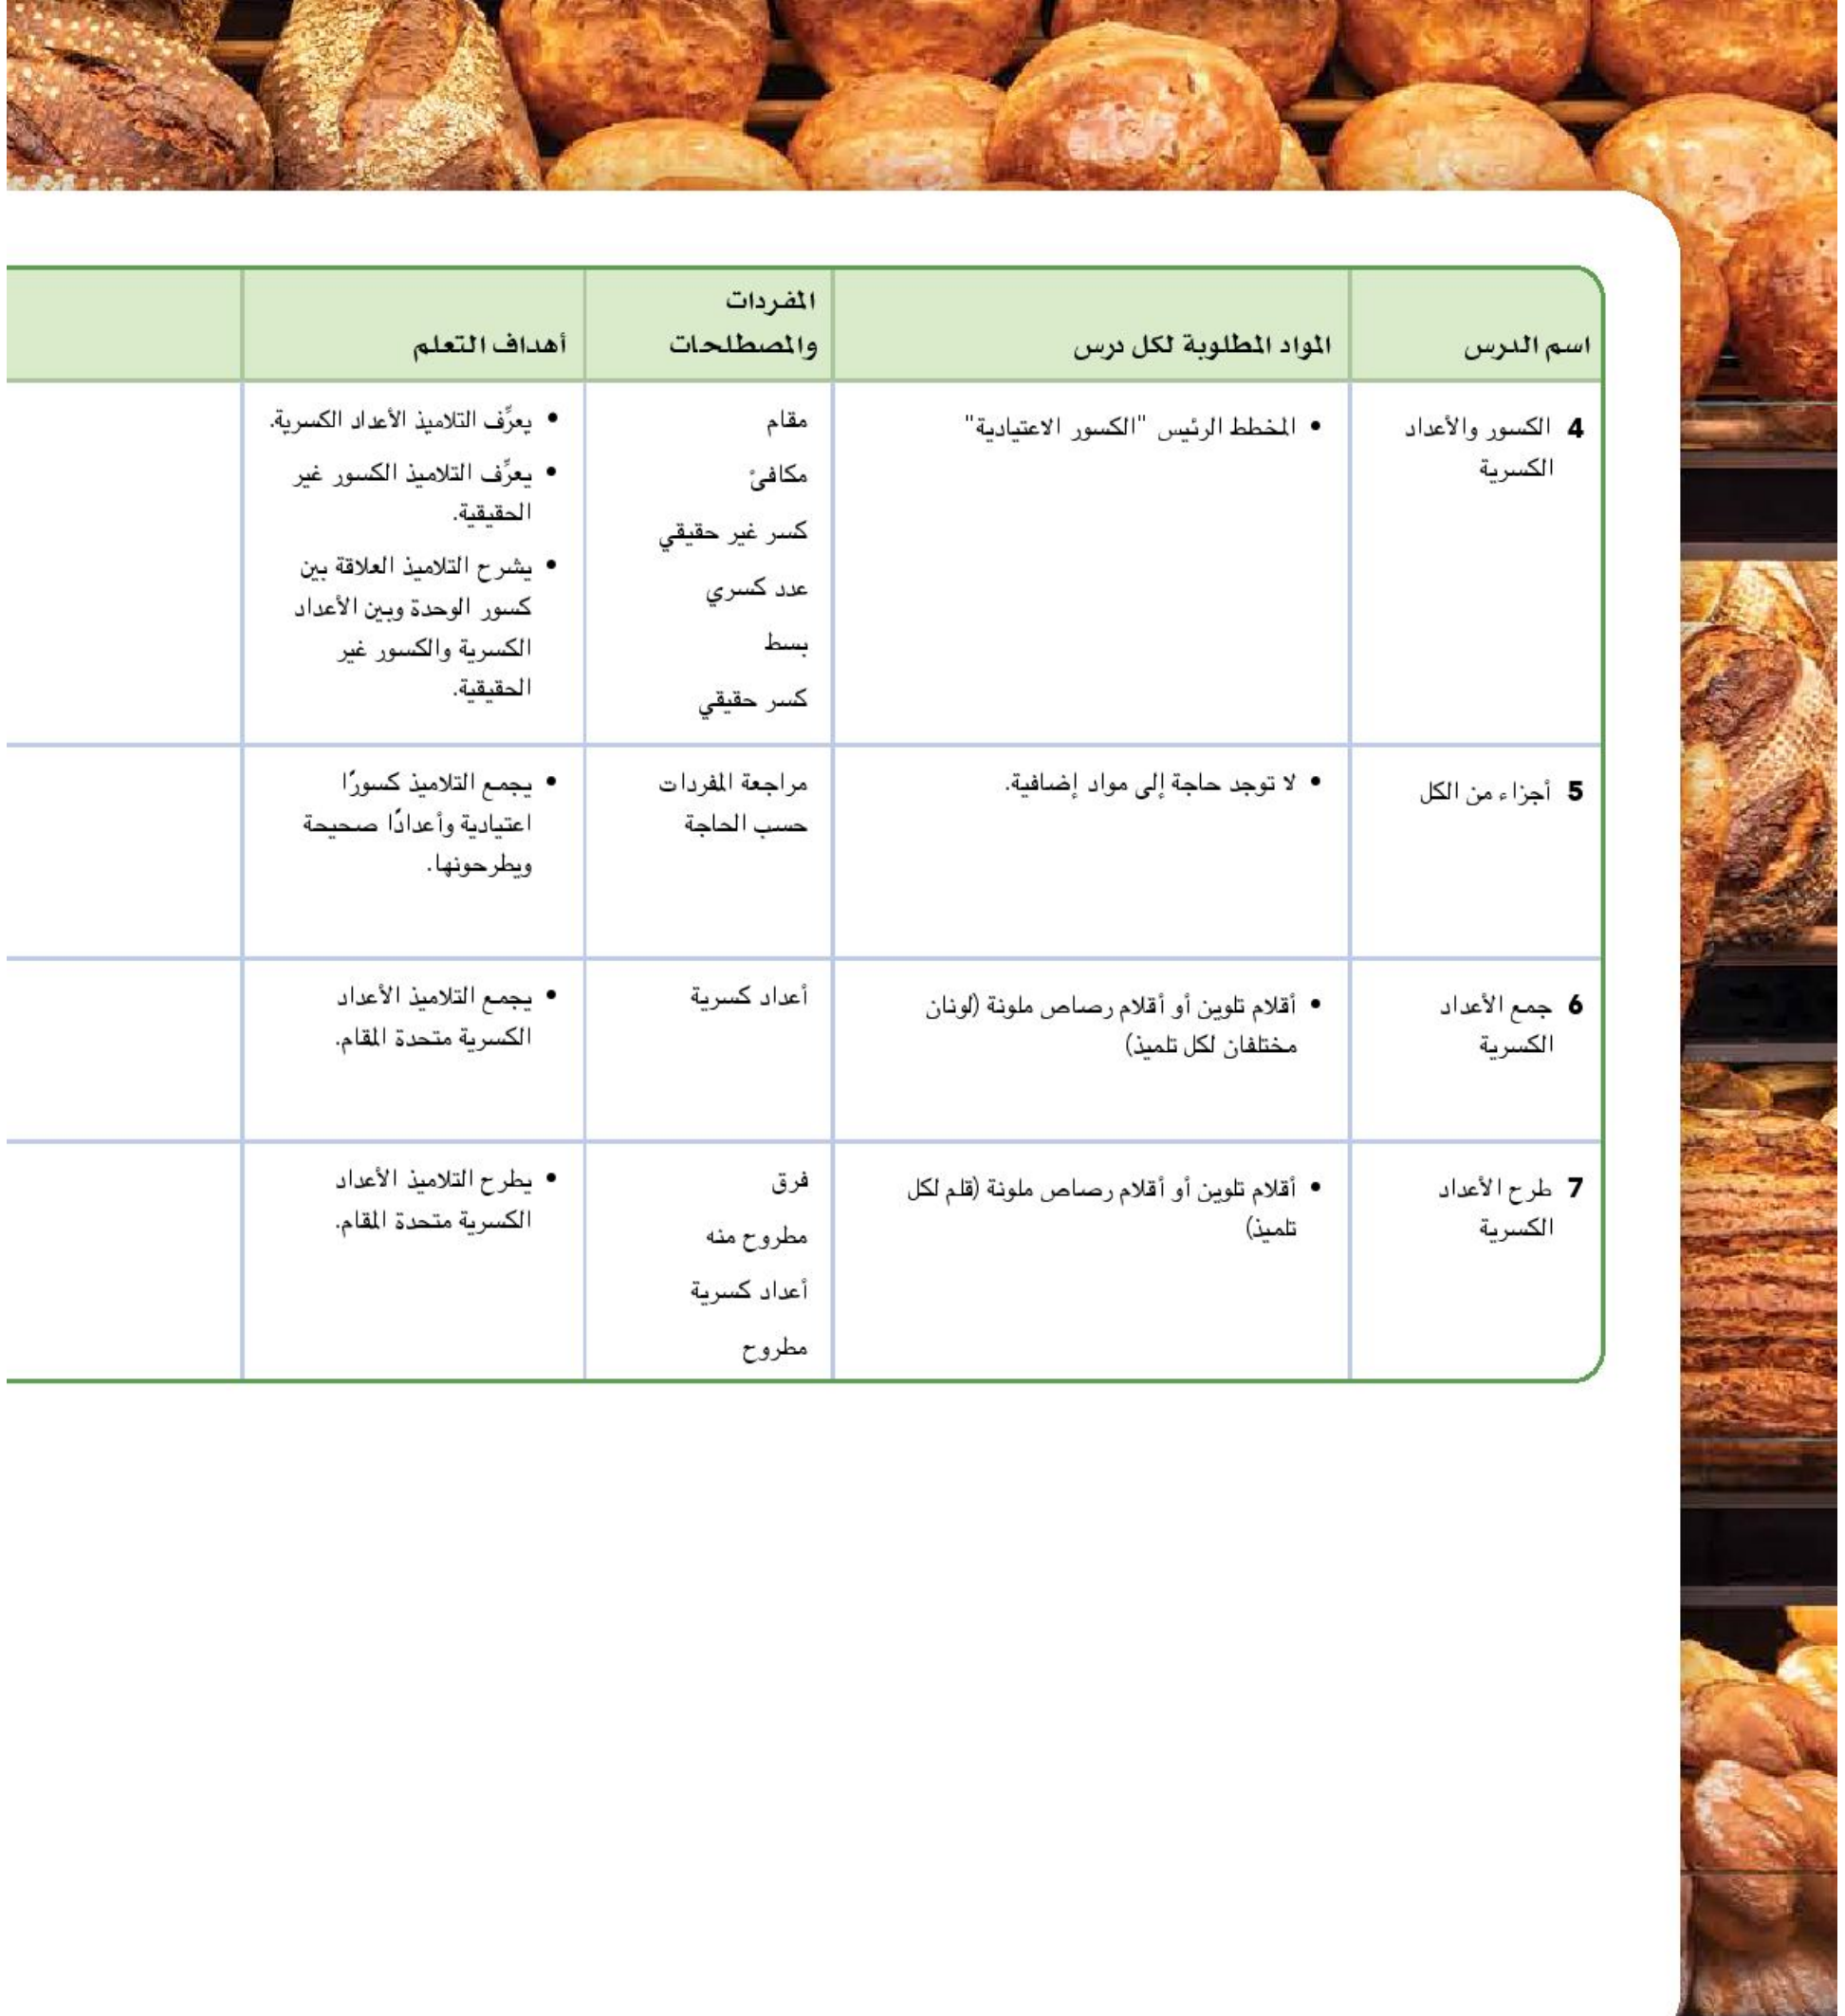 اسم الدرس
المواد المطلوبة لكل درس
المفردات
والمصطلحات
أهداف التعلم
4 الكسور والأعداد
الكسرية
• المخطط الرئيس "الكسور الاعتيادية"
مقام
مكافئ
كسر غير حقيقي
عدد كسري
بسط
كسر حقيقي
• يعرِّف التلاميذ الأعداد الكسرية.
• يعرِّف التلاميذ الكسور غير
الحقيقية.
• يشرح التلاميذ العلاقة بين
كسور الوحدة وبين الأعداد
الكسرية والكسور غير
الحقيقية.
5 أجزاء من الكل
• لا توجد حاجة إلى مواد إضافية.
مراجعة المفردات
حسب الحاجة
• يجمع التلاميذ كسورًا
اعتيادية وأعدادًا صحيحة
ويطرحونها.
6 جمع الأعداد
الكسرية
• أقلام تلوين أو أقلام رصاص ملونة (لونان
مختلفان لكل تلميذ)
أعداد كسرية
• يجمع التلاميذ الأعداد
الكسرية متحدة المقام.
7 طرح الأعداد
الكسرية
• أقلام تلوين أو أقلام رصاص ملونة (قلم لكل
تلميذ)
فرق
مطروح منه
أعداد كسرية
مطروح
• يطرح التلاميذ الأعداد
الكسرية متحدة المقام.